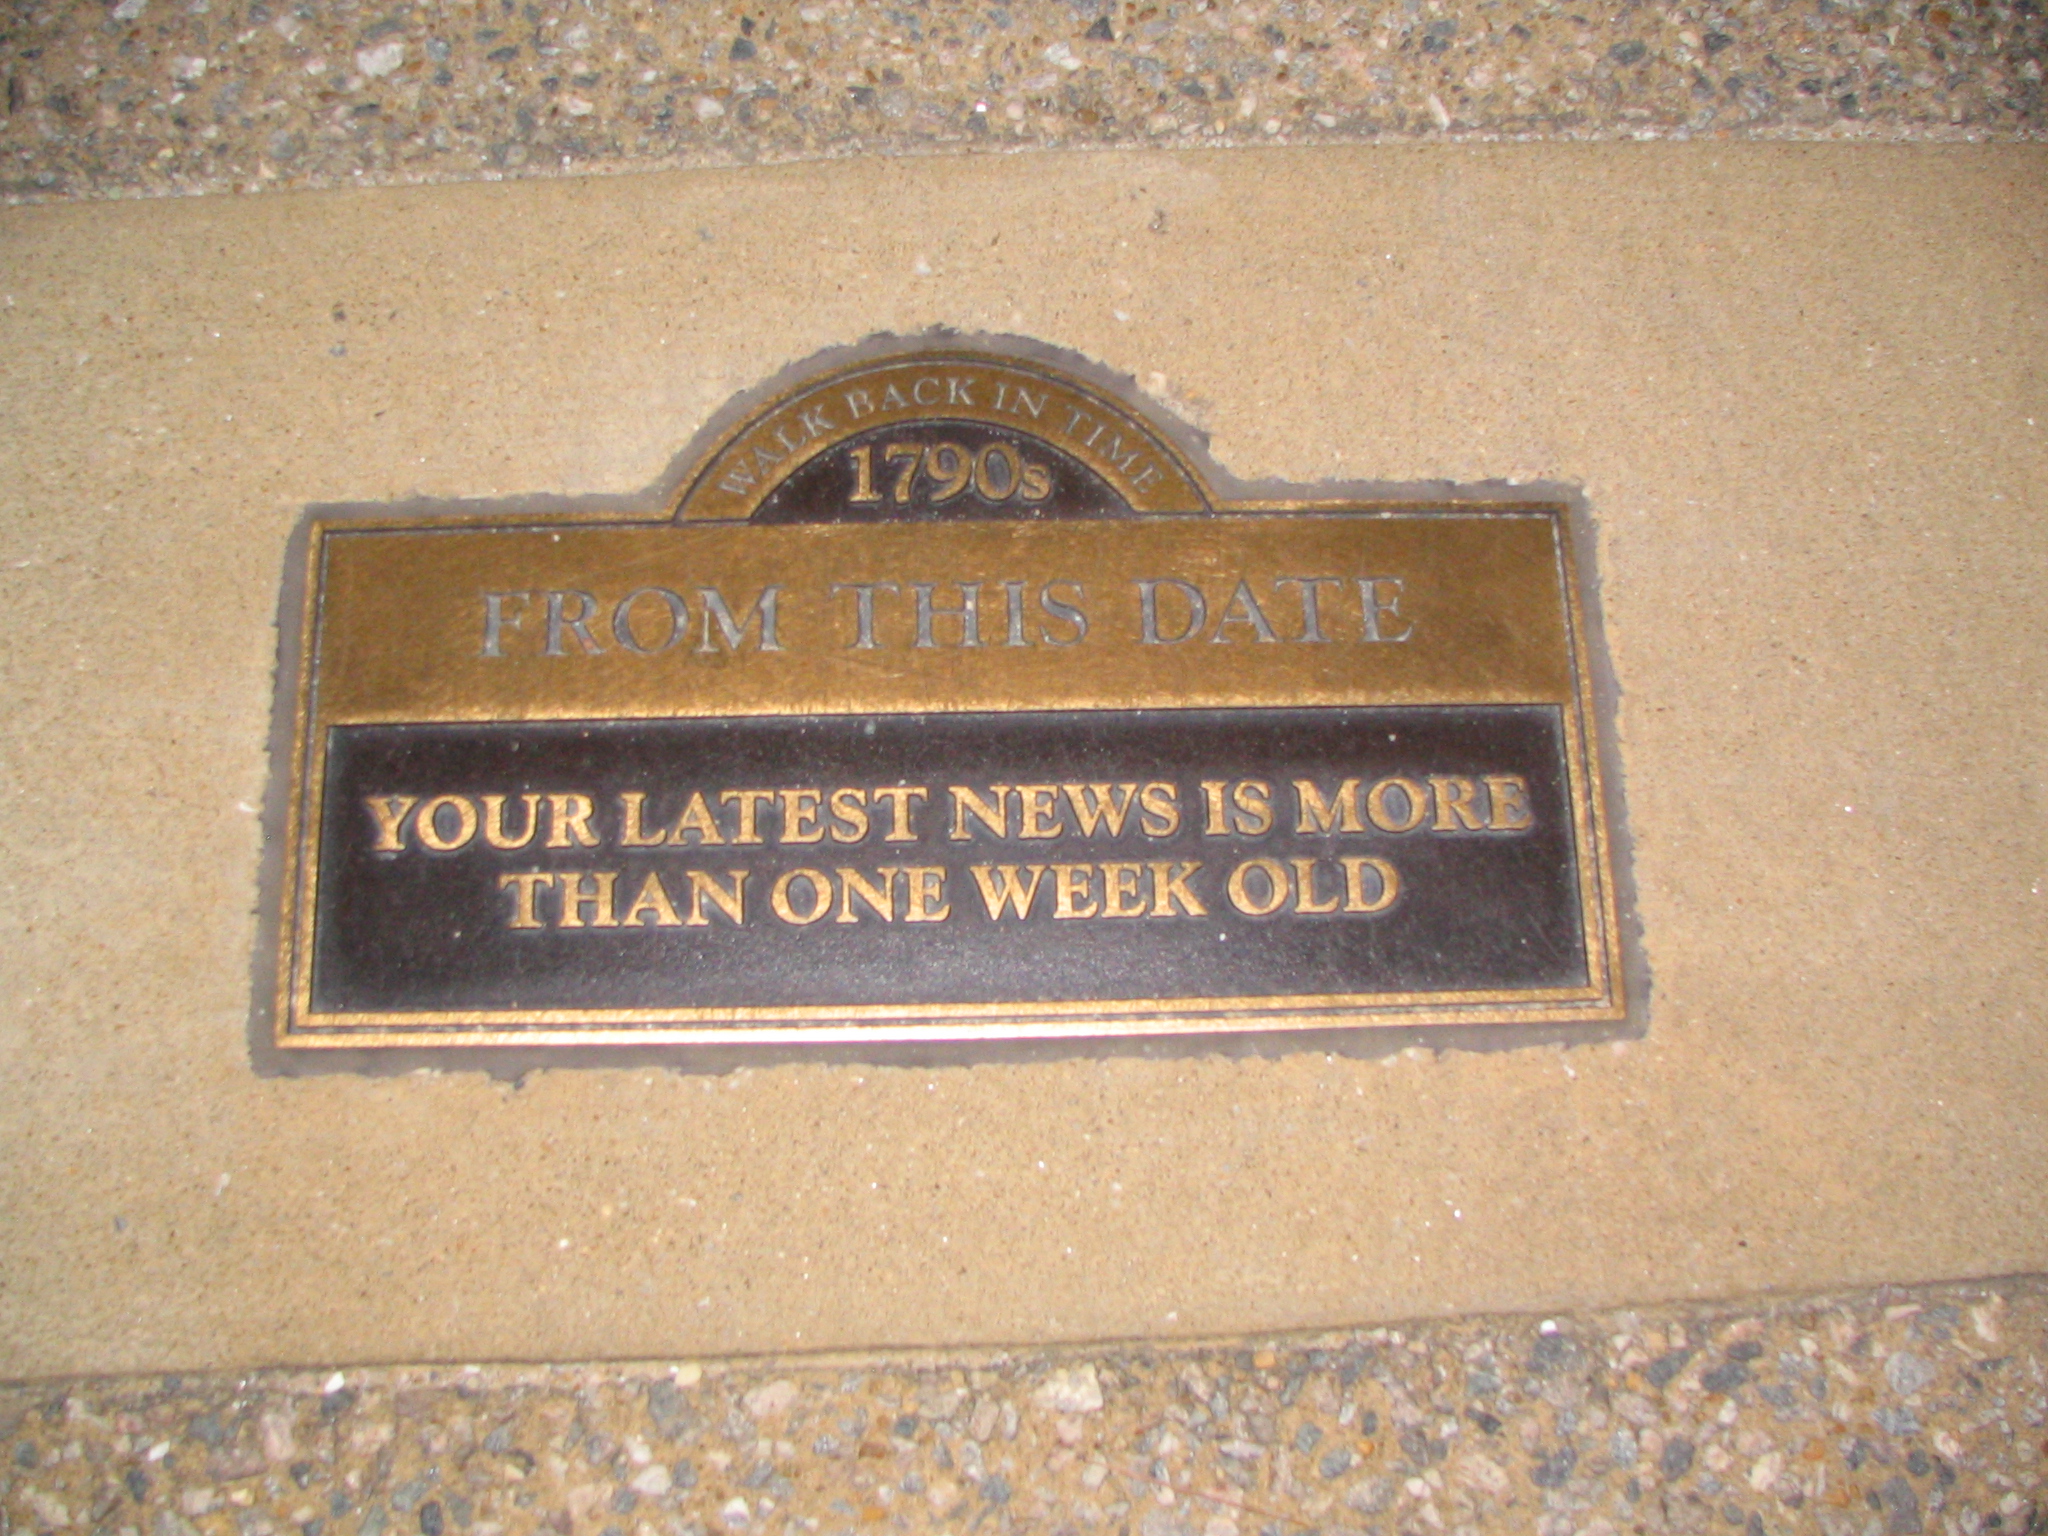 WALK BACK IN TIME
1790s
FROM THIS DATE
YOUR LATEST NEWS IS MORE
THAN ONE WEEK OLD